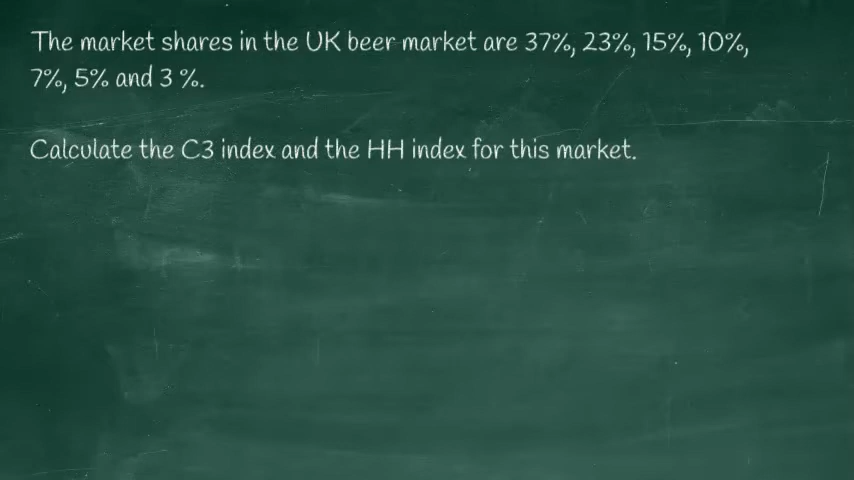 The market shares in the UK beer market are 37%, 23%, 15%, 10%,
7%, 5% and 3 %.
Calculate the C3 index and the HH index for this market.